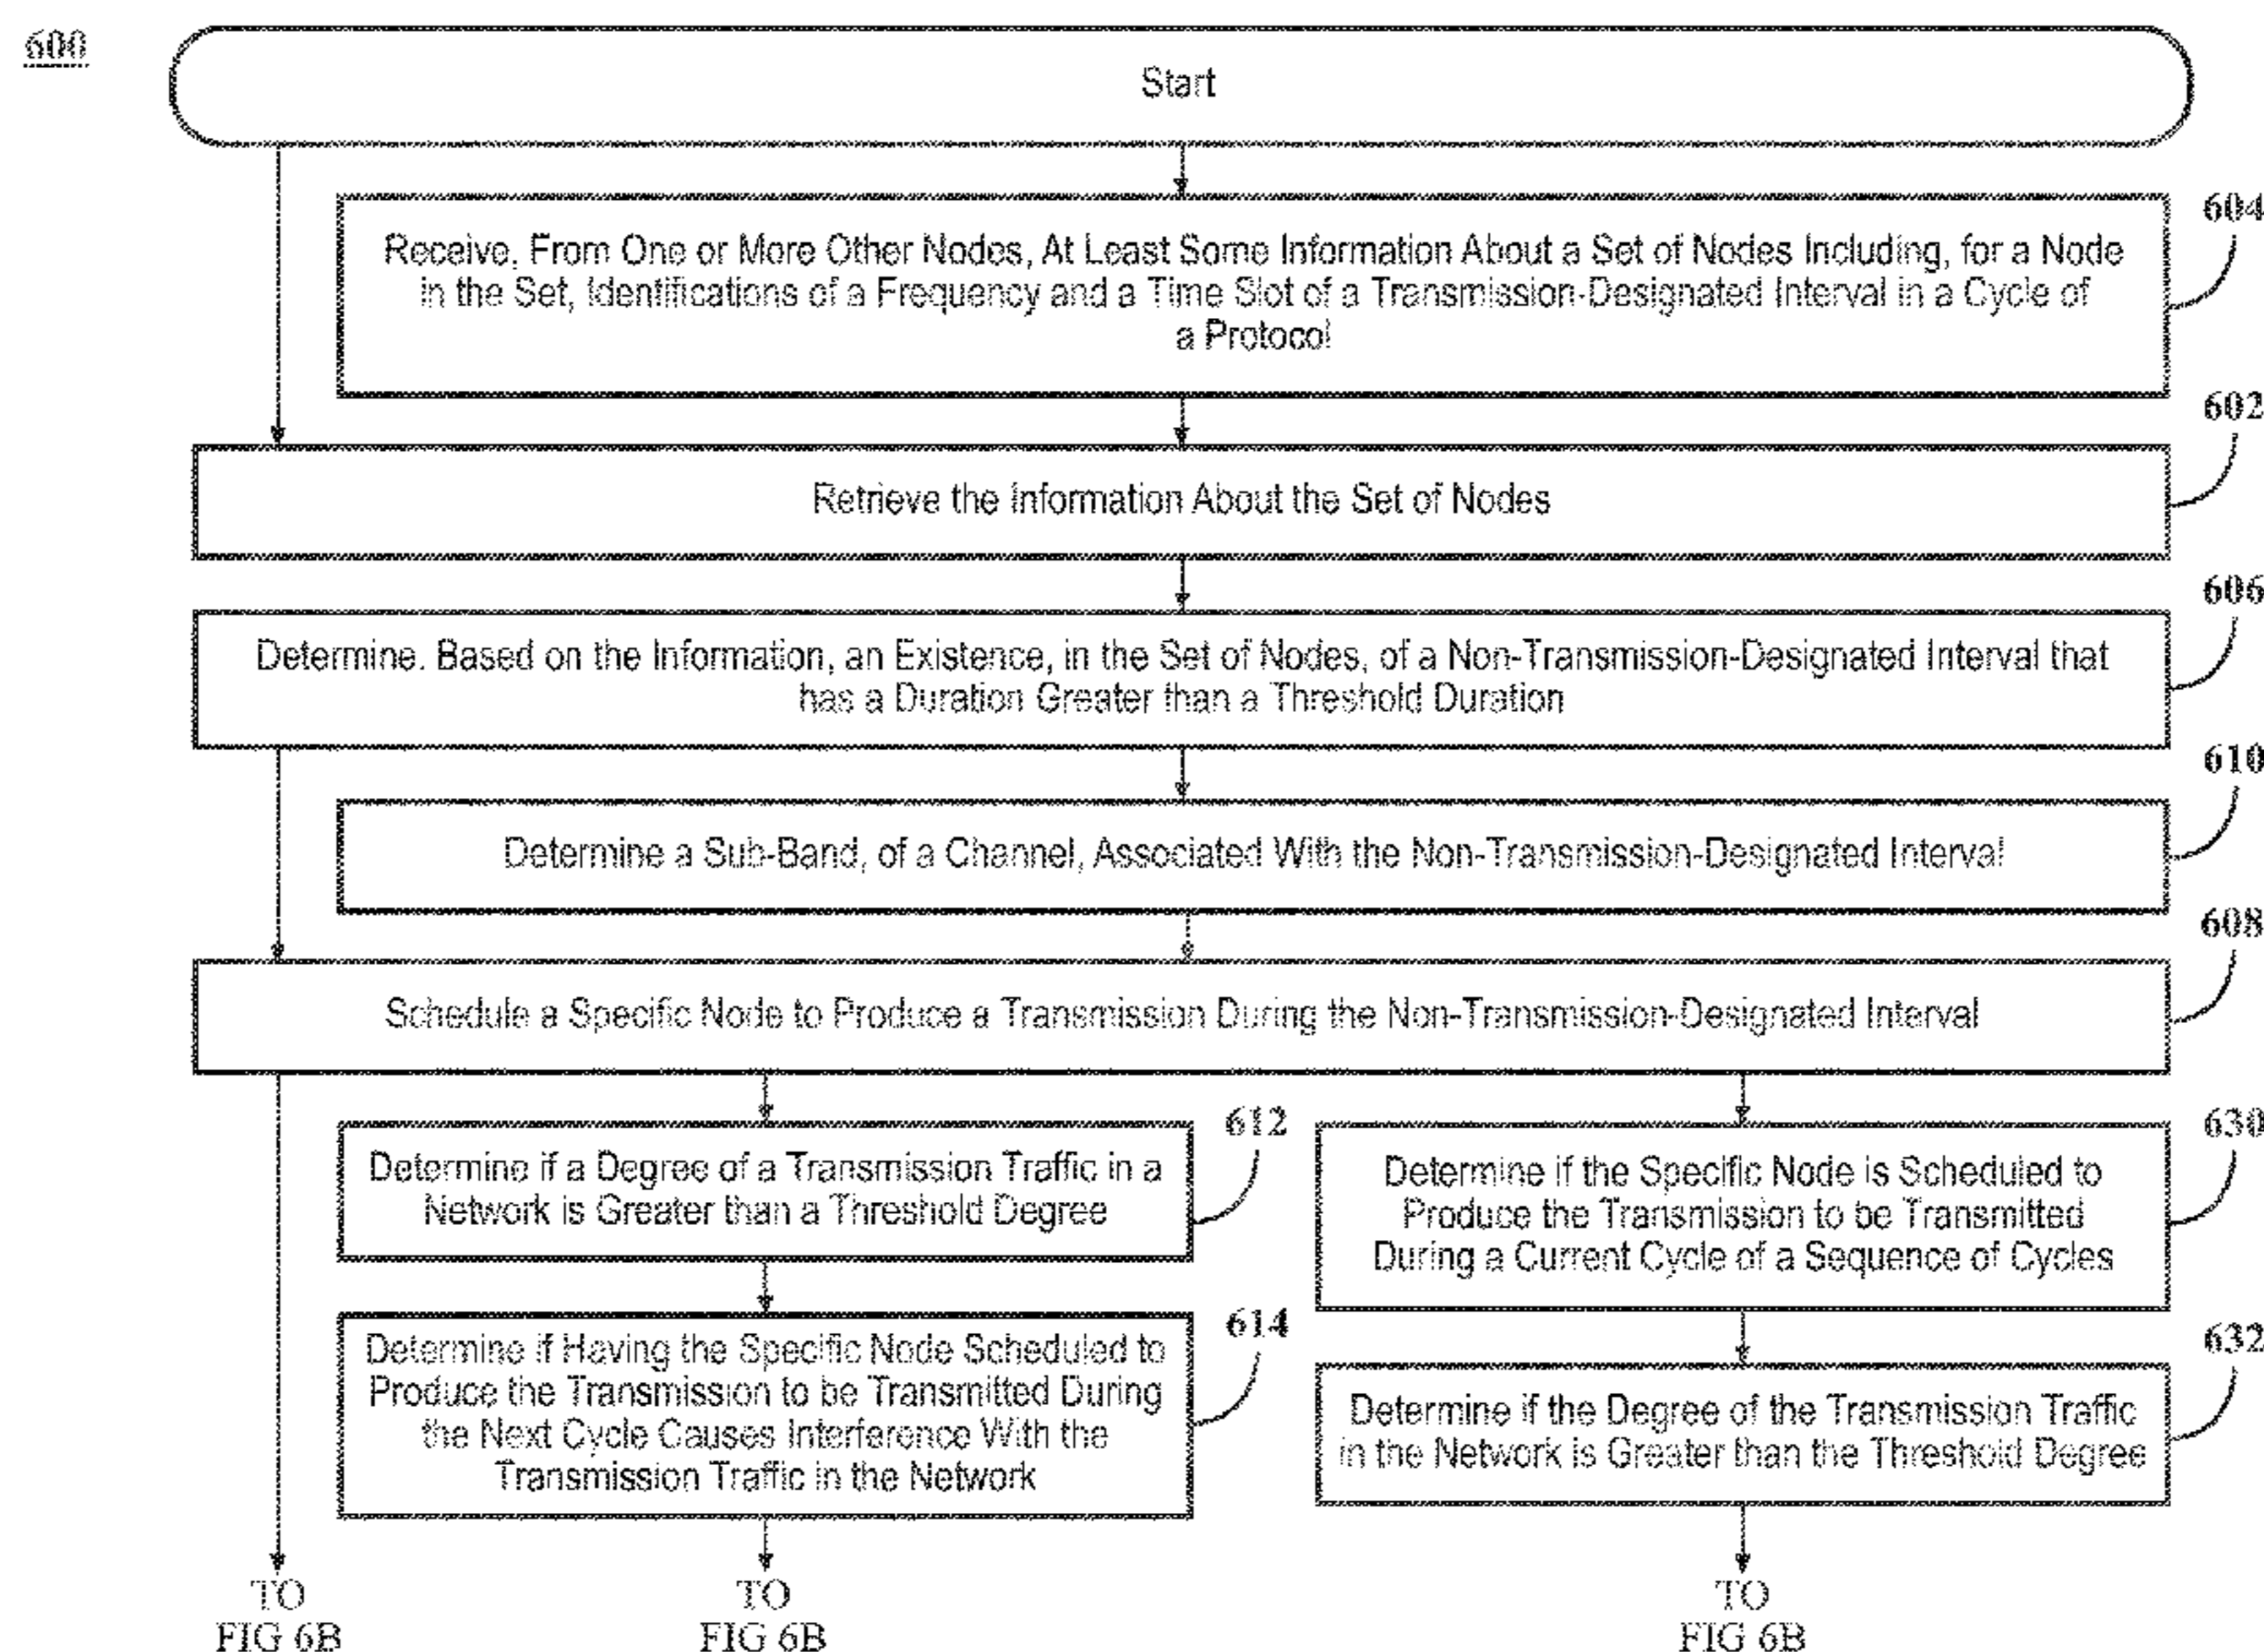 600
Start
604
Receive, From One or More Other Nodes, At Least Some Information About a Set of Nodes Including, for a Node
in the Set, Identifications of a Frequency and a Time Slot of a Transmission-Designated Interval in a Cycle of
a Protocol
602
Retrieve the Information About the Set of Nodes
606
Determine. Based on the Information, an Existence, in the Set of Nodes, of a Non-Transmission-Designated Interval that
has a Duration Greater than a Threshold Duration
610
Determine a Sub-Band, of a Channel, Associated With the Non-Transmission-Designated Interval
608
Schedule a Specific Node to Produce a Transmission During the Non-Transmission-Designated Interval
612
Determine if a Degree of a Transmission Traffic in a
Network is Greater than a Threshold Degree
614
Determine if Having the Specific Node Scheduled to
Produce the Transmission to be Transmitted During
the Next Cycle Causes Interference With the
Transmission Traffic in the Network
630
Determine if the Specific Node is Scheduled to
Produce the Transmission to be Transmitted
During a Current Cycle of a Sequence of Cycles
632
Determine if the Degree of the Transmission Traffic
in the Network is Greater than the Threshold Degree
TO
FIG 6B
TO
FIG 6B
TO
FIG 6B